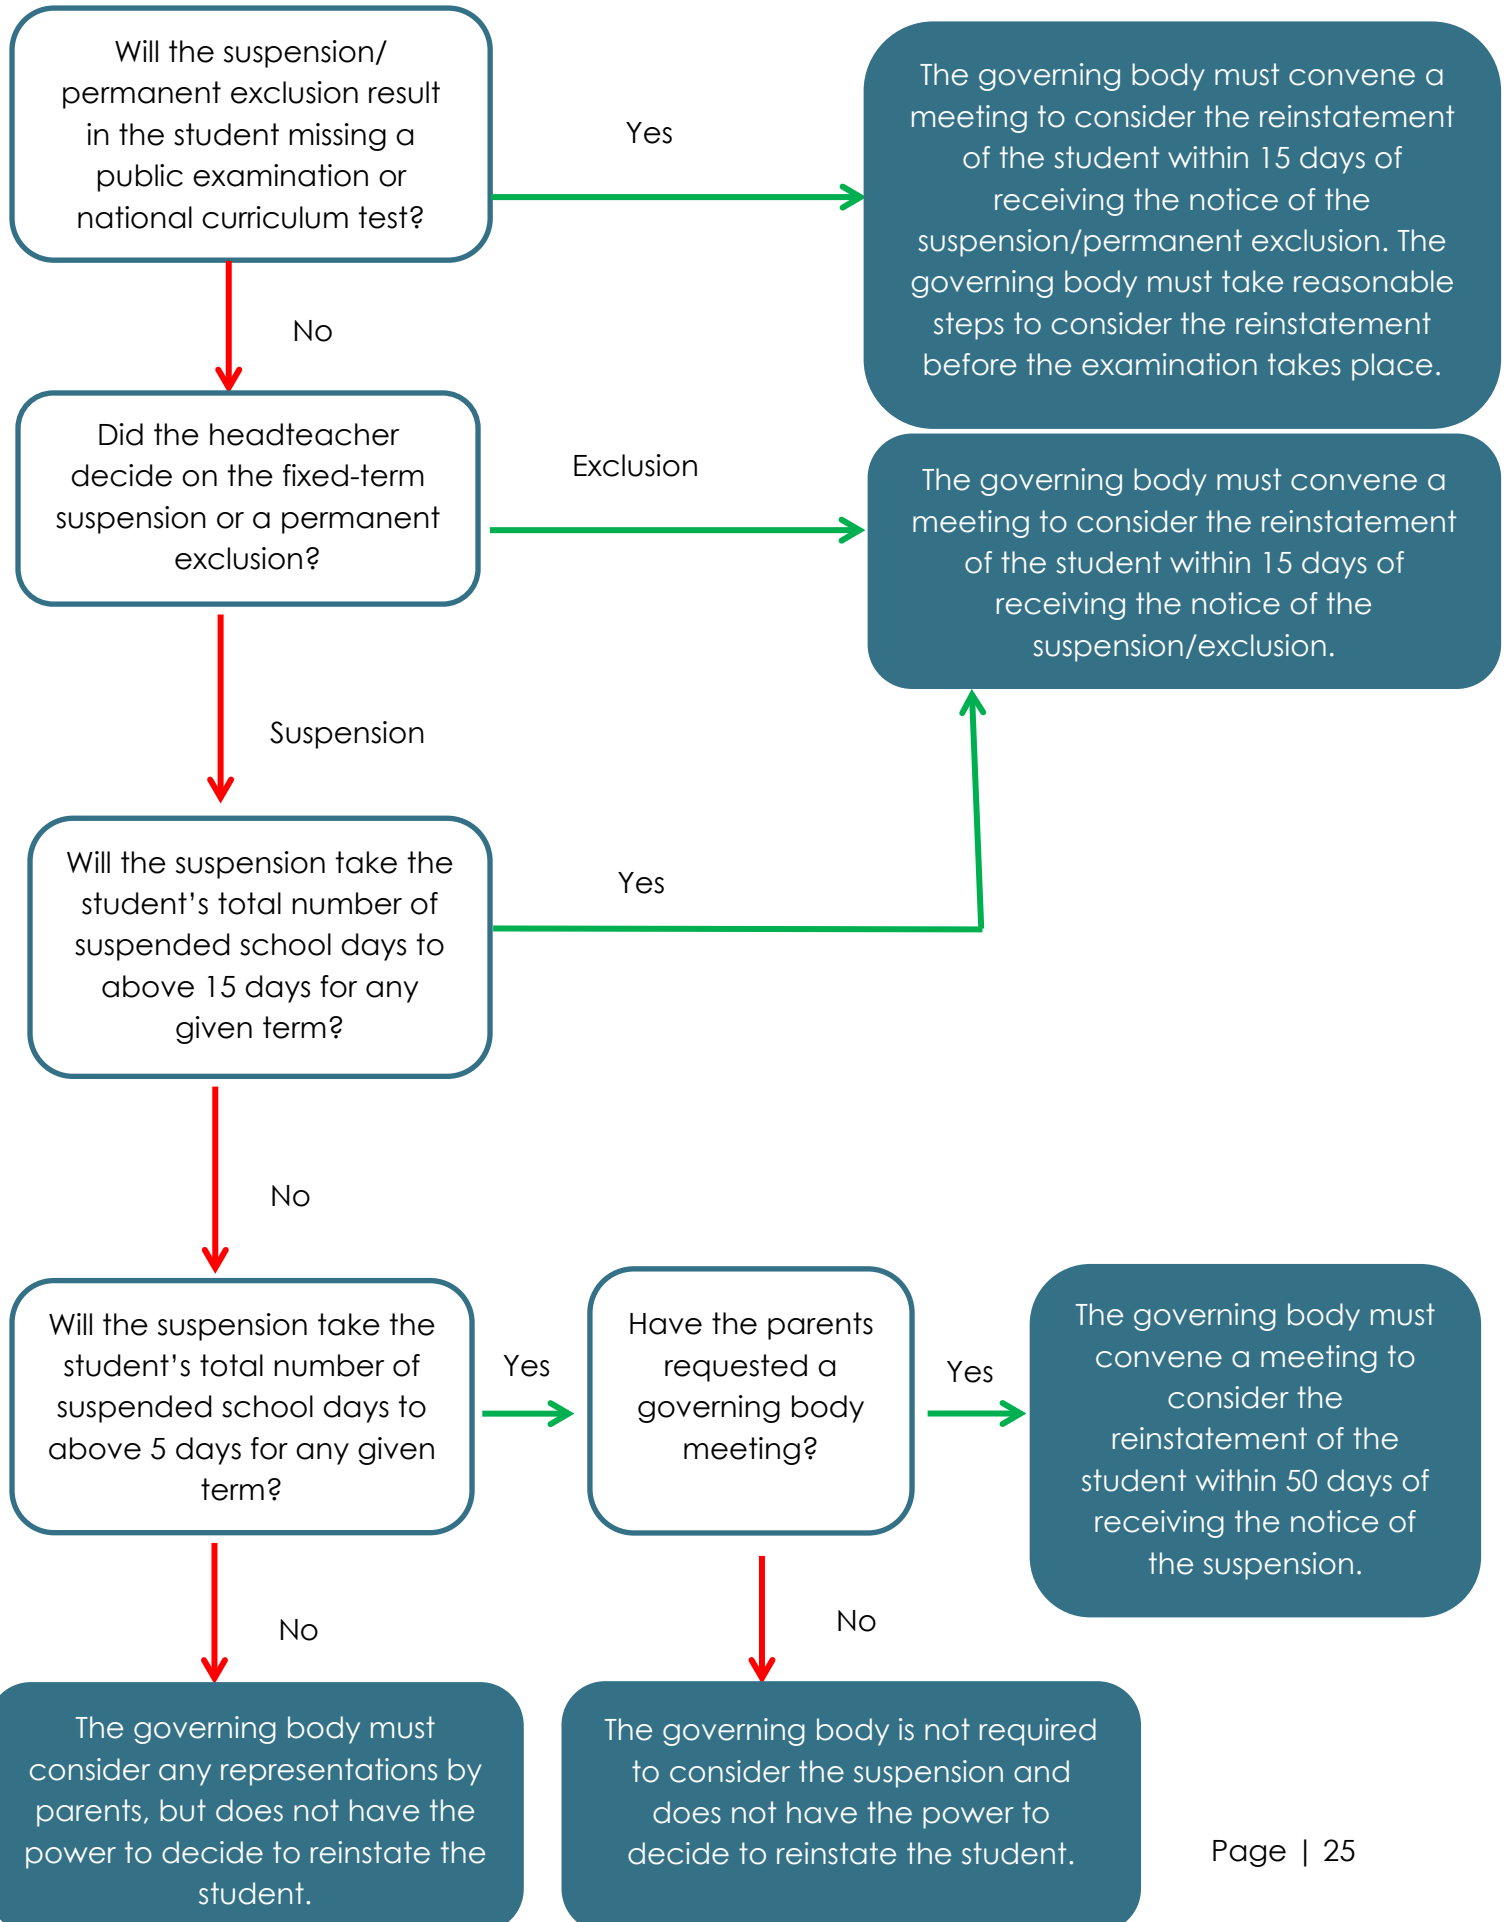 Will the suspension/
permanent exclusion result
in the student missing a
public examination or
national curriculum test?
Yes
The governing body must convene a
meeting to consider the reinstatement
of the student within 15 days of
receiving the notice of the
suspension/permanent exclusion. The
governing body must take reasonable
steps to consider the reinstatement
before the examination takes place.
No
Did the headteacher
decide on the fixed-term
suspension or a permanent
exclusion?
Exclusion
The governing body must convene a
meeting to consider the reinstatement
of the student within 15 days of
receiving the notice of the
suspension/exclusion.
Suspension
Will the suspension take the
student’s total number of
suspended school days to
above 15 days for any
given term?
Yes
No
Will the suspension take the
student’s total number of
suspended school days to
above 5 days for any given
term?
Yes
Have the parents
requested a
governing body
meeting?
Yes
The governing body must
convene a meeting to
consider the
reinstatement of the
student within 50 days of
receiving the notice of
the suspension.
No
No
The governing body must
consider any representations by
parents, but does not have the
power to decide to reinstate the
student.
The governing body is not required
to consider the suspension and
does not have the power to
decide to reinstate the student.
Page | 25